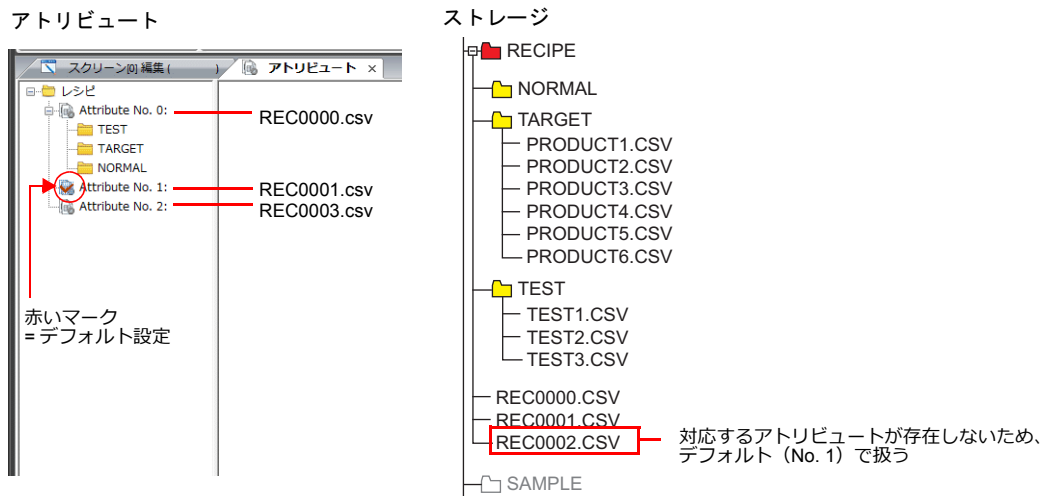 アトリビュート
スクリーン[0] 編集 ( )
アトリビュート ×
レシピ
Attribute No. 0:
REC0000.csv
TEST
TARGET
NORMAL
Attribute No. 1:
REC0001.csv
Attribute No. 2:
REC0003.csv
赤いマーク
= デフォルト設定
ストレージ
RECIPE
NORMAL
TARGET
PRODUCT1.CSV
PRODUCT2.CSV
PRODUCT3.CSV
PRODUCT4.CSV
PRODUCT5.CSV
PRODUCT6.CSV
TEST
TEST1.CSV
TEST2.CSV
TEST3.CSV
REC0000.CSV
REC0001.CSV
REC0002.CSV
対応するアトリビュートが存在しないため、
デフォルト（No. 1）で扱う
SAMPLE